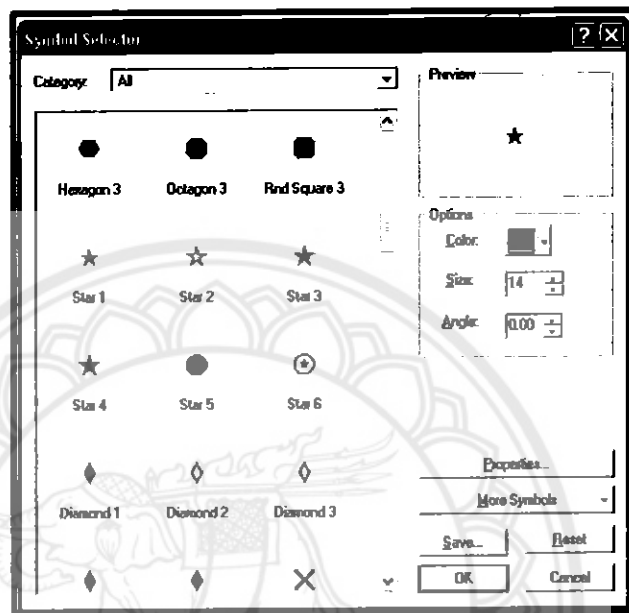 Symbol Selector
Category: All
Preview
Hexagon 3 Octagon 3 Rnd Square 3
Options
Color:
Star 1 Star 2 Star 3
Size: 14
Angle: 0.00
Star 4 Star 5 Star 6
Properties...
Diamond 1 Diamond 2 Diamond 3
More Symbols
Save... Reset
OK Cancel